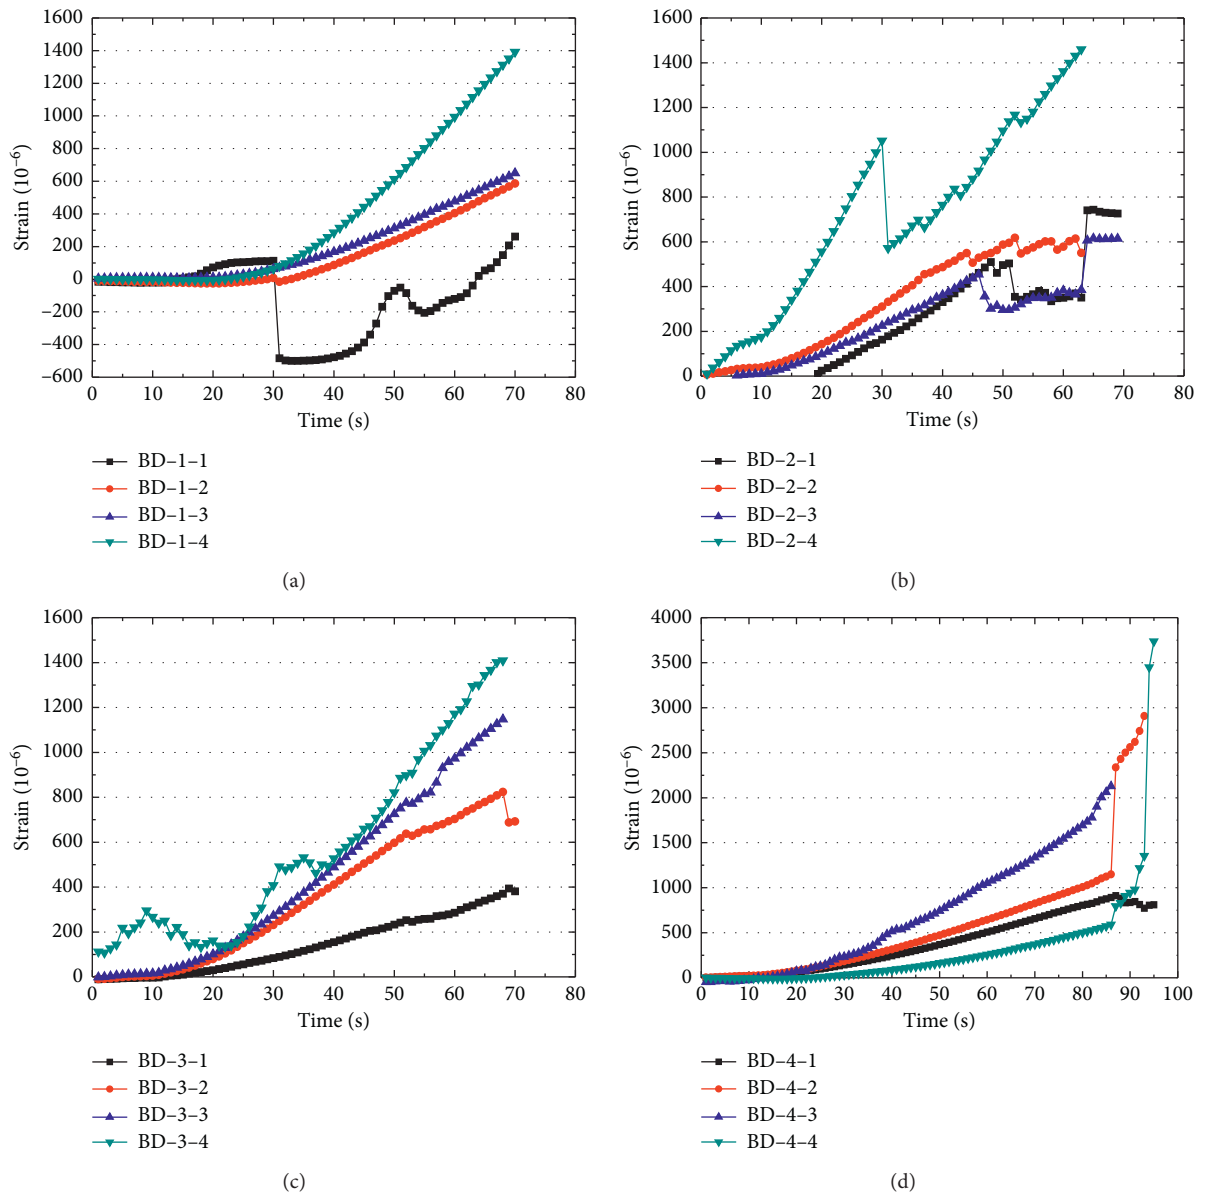 1600
1400
1200
1000
800
600
400
200
0
−200
−400
−600
Strain (10−6)
0 10 20 30 40 50 60 70 80
Time (s)
BD–1–1
BD–1–2
BD–1–3
BD–1–4
(a)
1600
1400
1200
1000
800
600
400
200
0
Strain (10−6)
0 10 20 30 40 50 60 70 80
Time (s)
BD–2–1
BD–2–2
BD–2–3
BD–2–4
(b)
1600
1400
1200
1000
800
600
400
200
0
Strain (10−6)
0 10 20 30 40 50 60 70 80
Time (s)
BD–3–1
BD–3–2
BD–3–3
BD–3–4
(c)
4000
3500
3000
2500
2000
1500
1000
500
0
Strain (10−6)
0 10 20 30 40 50 60 70 80 90 100
Time (s)
BD–4–1
BD–4–2
BD–4–3
BD–4–4
(d)